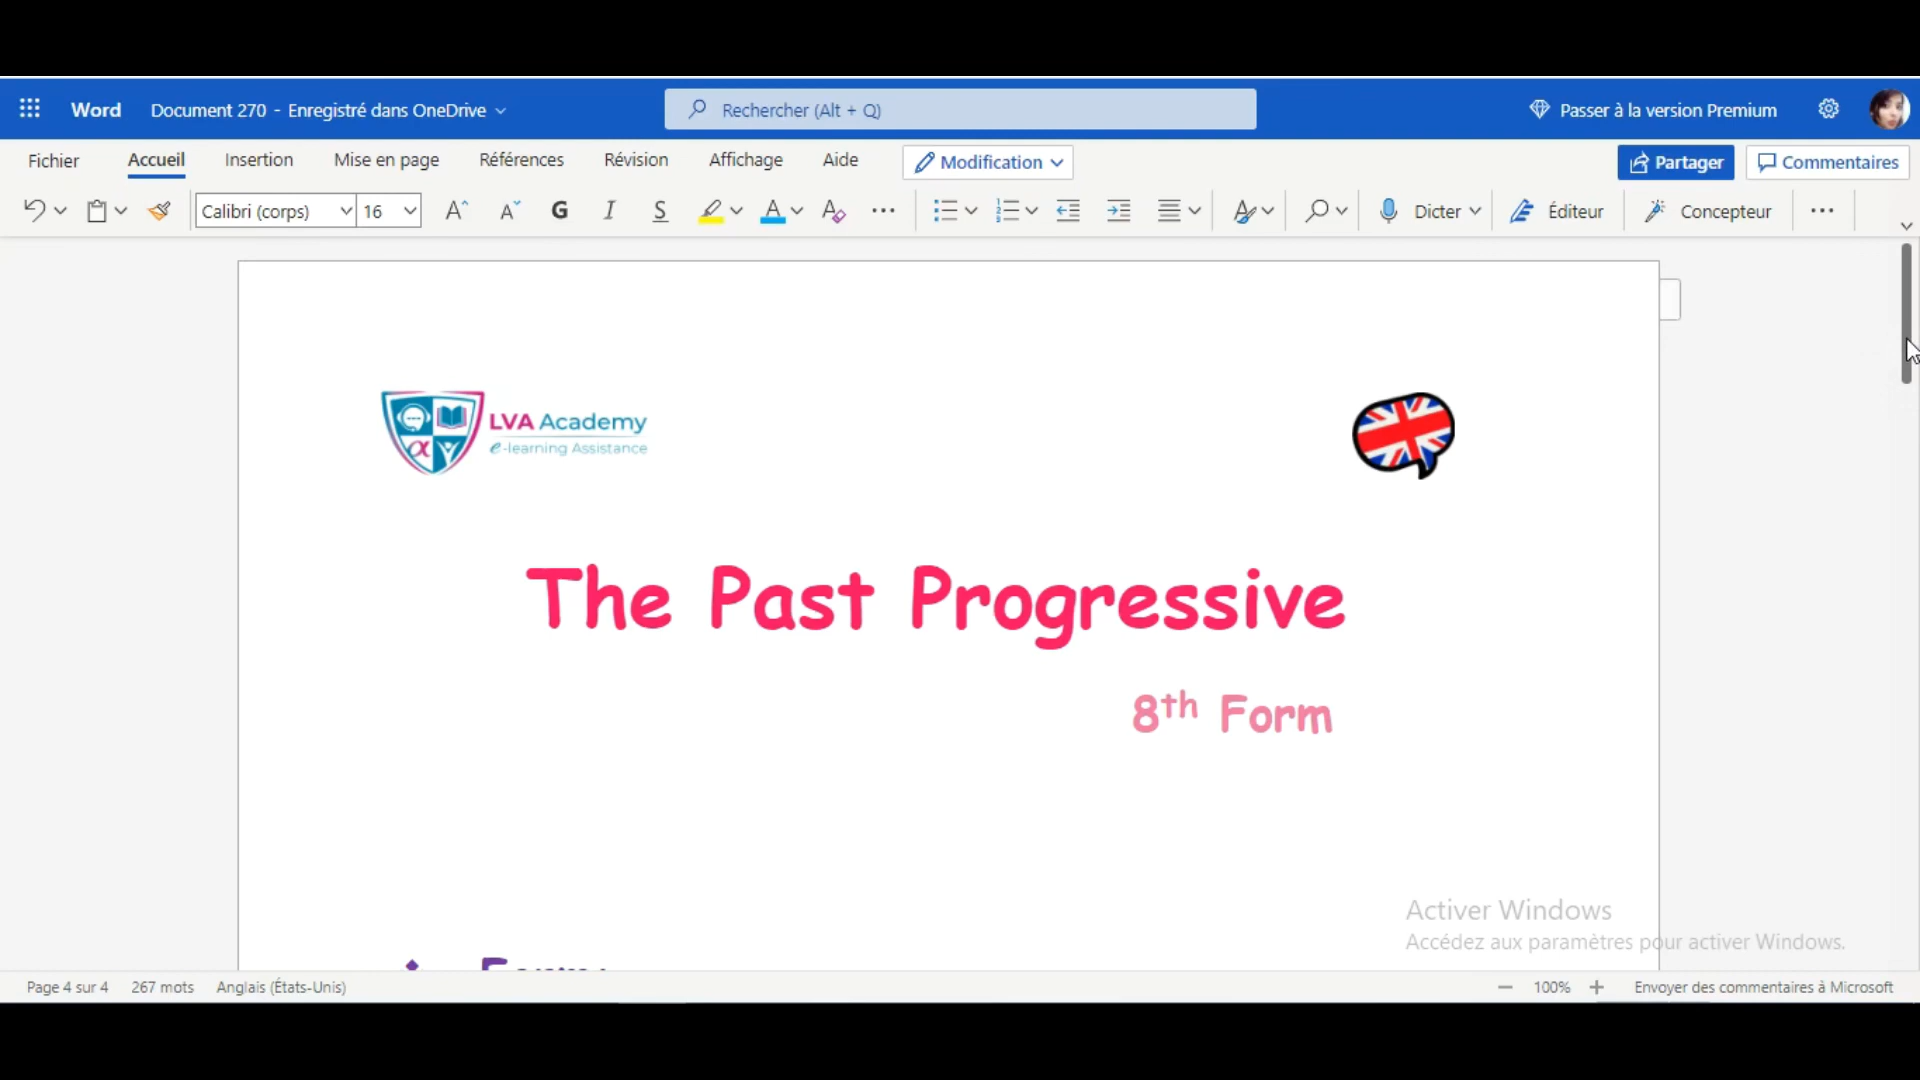 Word Document 270 - Enregistré dans OneDrive Rechercher (Alt + Q) Passer à la version Premium
Fichier Accueil Insertion Mise en page Références Révision Affichage Aide Modification Partager Commentaires
Calibri (corps) 16 A A G I S A A Dicter Éditeur Concepteur
LVA Academy
e-learning Assistance
The Past Progressive
8th Form
Activer Windows
Accédez aux paramètres pour activer Windows.
Form
Page 4 sur 4 267 mots Anglais (États-Unis) 100% Envoyer des commentaires à Microsoft